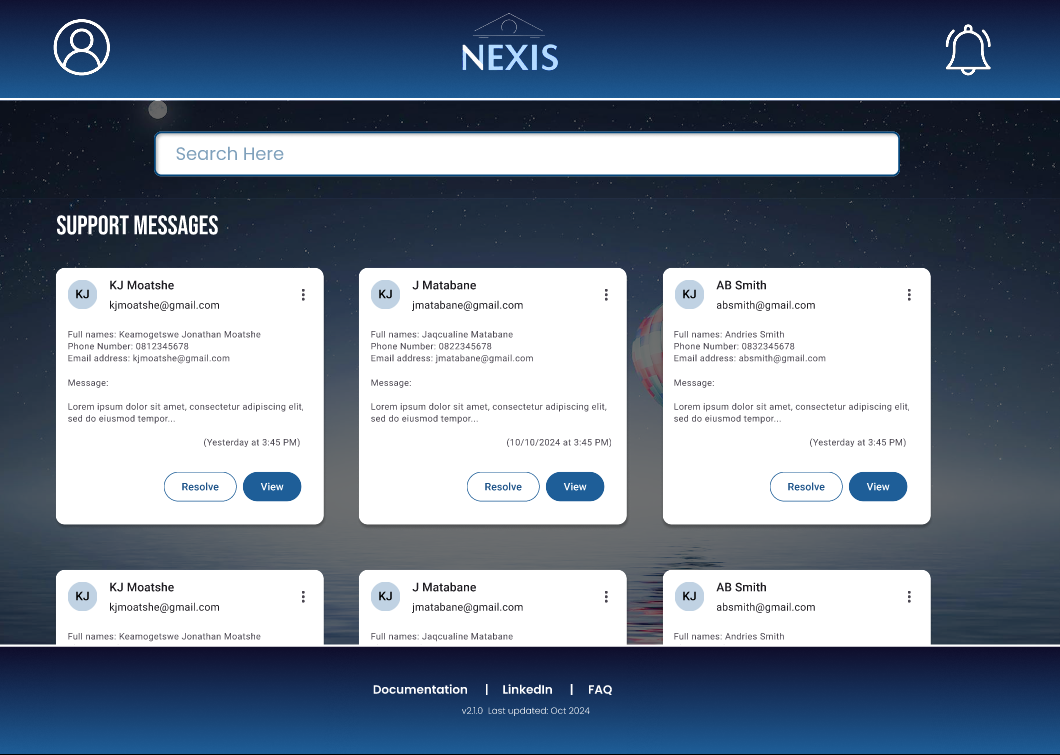 NEXIS
Search Here
SUPPORT MESSAGES
KJ
KJ Moatshe
kjmoatshe@gmail.com
Full names: Keamogetswe Jonathan Moatshe
Phone Number: 0812345678
Email address: kjmoatshe@gmail.com
Message:
Lorem ipsum dolor sit amet, consectetur adipiscing elit,
sed do eiusmod tempor...
(Yesterday at 3:45 PM)
Resolve
View
KJ
J Matabane
jmatabane@gmail.com
Full names: Jaqcualine Matabane
Phone Number: 0822345678
Email address: jmatabane@gmail.com
Message:
Lorem ipsum dolor sit amet, consectetur adipiscing elit,
sed do eiusmod tempor...
(10/10/2024 at 3:45 PM)
Resolve
View
KJ
AB Smith
absmith@gmail.com
Full names: Andries Smith
Phone Number: 0832345678
Email address: absmith@gmail.com
Message:
Lorem ipsum dolor sit amet, consectetur adipiscing elit,
sed do eiusmod tempor...
(Yesterday at 3:45 PM)
Resolve
View
KJ
KJ Moatshe
kjmoatshe@gmail.com
Full names: Keamogetswe Jonathan Moatshe
KJ
J Matabane
jmatabane@gmail.com
Full names: Jaqcualine Matabane
KJ
AB Smith
absmith@gmail.com
Full names: Andries Smith
Documentation | LinkedIn | FAQ
v2.1.0 Last updated: Oct 2024